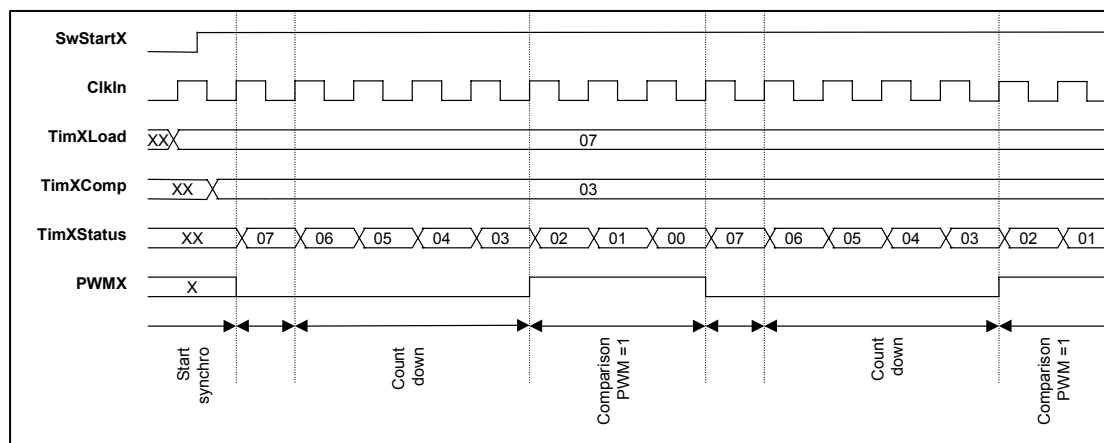 SwStartX
ClkIn
TimXLoad XX 07
TimXComp XX 03
TimXStatus XX 07 06 05 04 03 02 01 00 07 06 05 04 03 02 01
PWMX X
Start
synchro
Count
down
Comparison
PWM =1
Count
down
Comparison
PWM =1